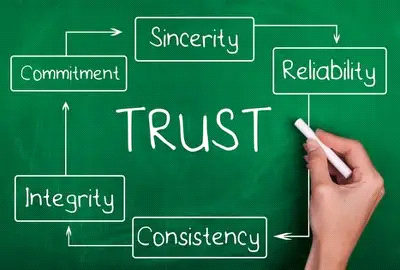 Sincerity
Commitment
Reliability
TRUST
Integrity
Consistency